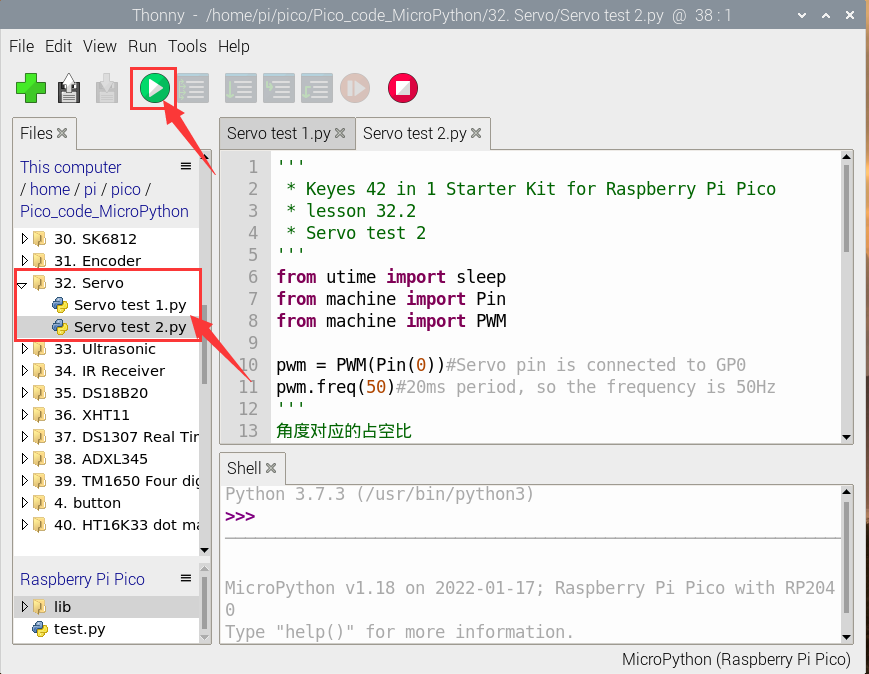 Thonny - /home/pi/pico/Pico_code_MicroPython/32. Servo/Servo test 2.py @ 38 : 1
File Edit View Run Tools Help
Files
This computer
/ home / pi / pico /
Pico_code_MicroPython
30. SK6812
31. Encoder
32. Servo
Servo test 1.py
Servo test 2.py
33. Ultrasonic
34. IR Receiver
35. DS18B20
36. XHT11
37. DS1307 Real Tir
38. ADXL345
39. TM1650 Four dig
4. button
40. HT16K33 dot ma
Raspberry Pi Pico
lib
test.py
Servo test 1.py Servo test 2.py
1 '''
2 * Keyes 42 in 1 Starter Kit for Raspberry Pi Pico
3 * lesson 32.2
4 * Servo test 2
5 '''
6 from utime import sleep
7 from machine import Pin
8 from machine import PWM
9
10 pwm = PWM(Pin(0))#Servo pin is connected to GP0
11 pwm.freq(50)#20ms period, so the frequency is 50Hz
12 '''
13 角度对应的占空比
Shell
Python 3.7.3 (/usr/bin/python3)
>>>
MicroPython v1.18 on 2022-01-17; Raspberry Pi Pico with RP204
0
Type "help()" for more information.
MicroPython (Raspberry Pi Pico)